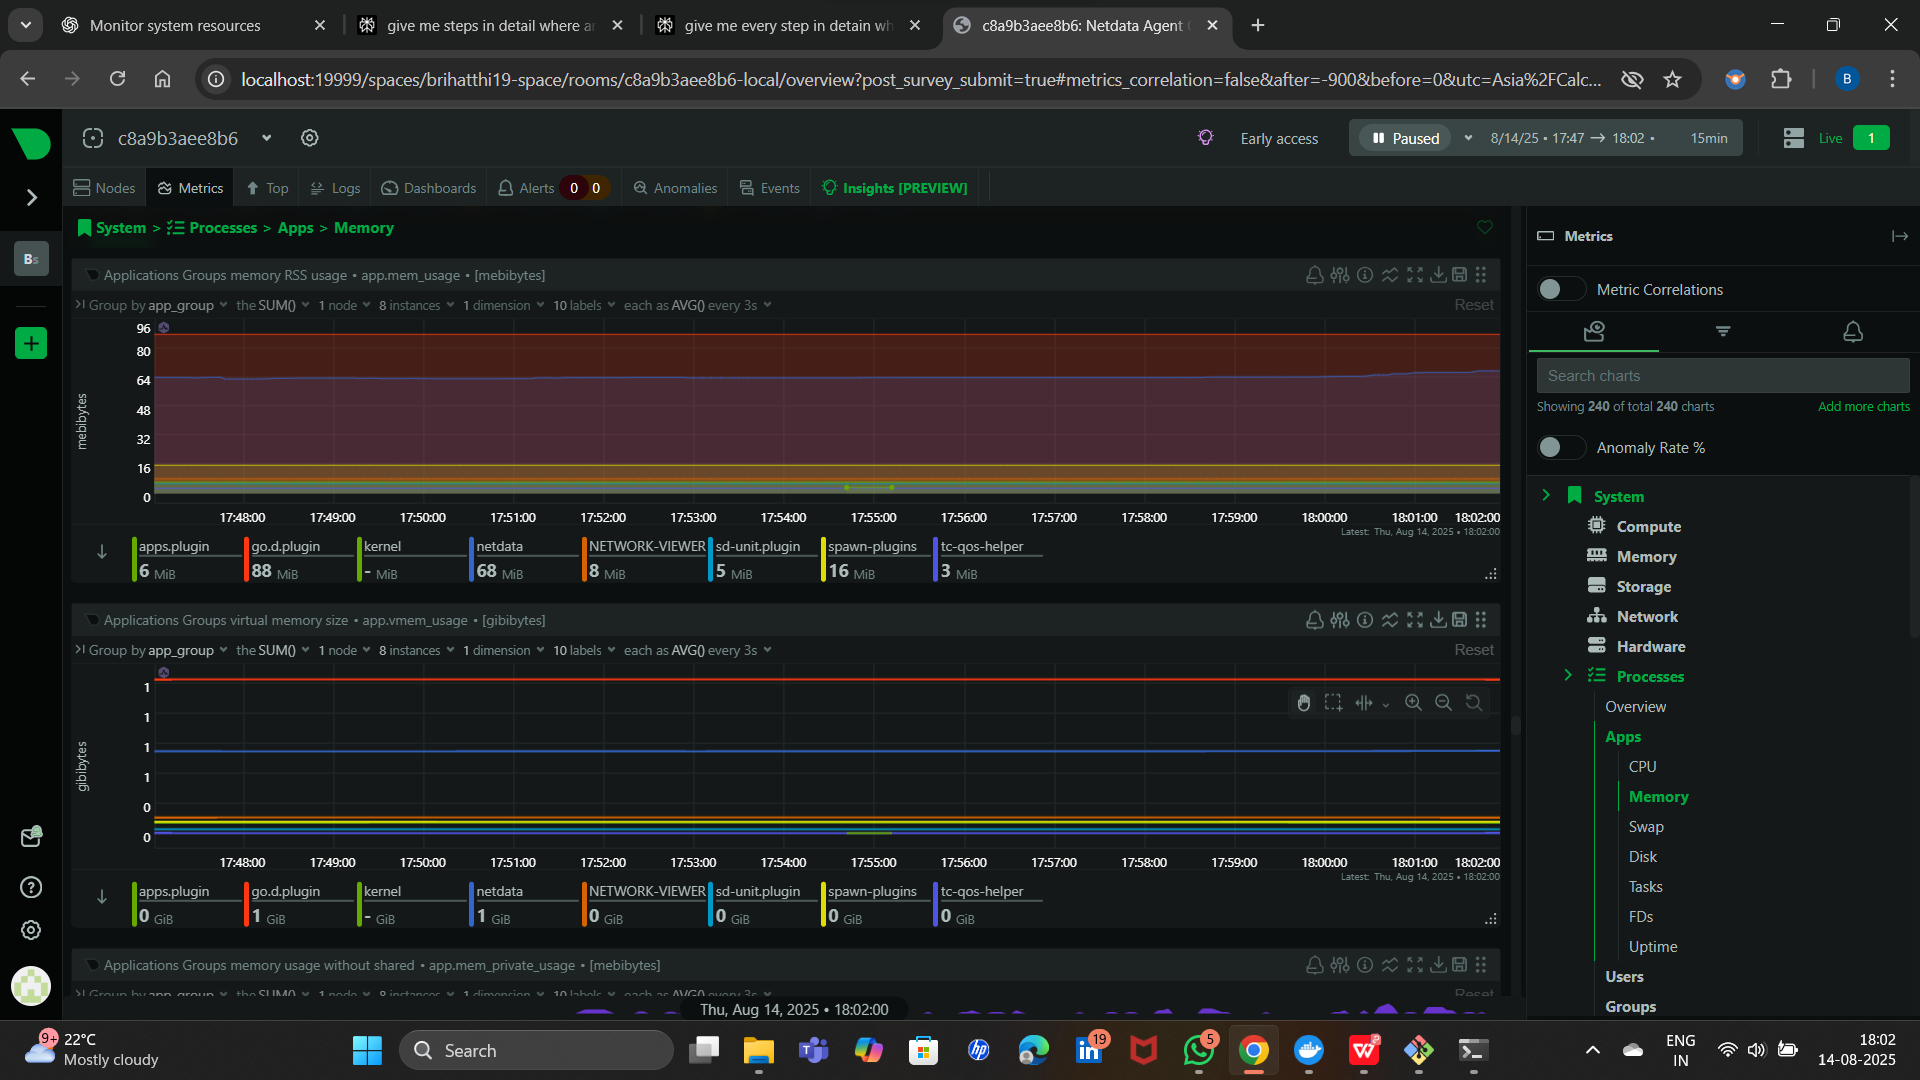 Monitor system resources
give me steps in detail where ar
give me every step in detain wh
c8a9b3aee8b6: Netdata Agent
localhost:19999/spaces/brihatthi19-space/rooms/c8a9b3aee8b6-local/overview?post_survey_submit=true#metrics_correlation=false&after=-900&before=0&utc=Asia%2FCalc...
B
c8a9b3aee8b6
Early access
Paused
8/14/25 • 17:47 → 18:02 •
15min
Live
1
Nodes
Metrics
Top
Logs
Dashboards
Alerts
0
0
Anomalies
Events
Insights [PREVIEW]
Bs
System > Processes > Apps > Memory
Applications Groups memory RSS usage • app.mem_usage • [mebibytes]
Group by app_group the SUM() 1 node 8 instances 1 dimension 10 labels each as AVG() every 3s
Reset
mebibytes
96
80
64
48
32
16
0
17:48:00 17:49:00 17:50:00 17:51:00 17:52:00 17:53:00 17:54:00 17:55:00 17:56:00 17:57:00 17:58:00 17:59:00 18:00:00 18:01:00 18:02:00
Latest: Thu, Aug 14, 2025 • 18:02:00
apps.plugin go.d.plugin kernel netdata NETWORK-VIEWER sd-unit.plugin spawn-plugins tc-qos-helper
6 MiB 88 MiB - MiB 68 MiB 8 MiB 5 MiB 16 MiB 3 MiB
Applications Groups virtual memory size • app.vmem_usage • [gibibytes]
Group by app_group the SUM() 1 node 8 instances 1 dimension 10 labels each as AVG() every 3s
Reset
gibibytes
1
1
1
1
0
0
17:48:00 17:49:00 17:50:00 17:51:00 17:52:00 17:53:00 17:54:00 17:55:00 17:56:00 17:57:00 17:58:00 17:59:00 18:00:00 18:01:00 18:02:00
Latest: Thu, Aug 14, 2025 • 18:02:00
apps.plugin go.d.plugin kernel netdata NETWORK-VIEWER sd-unit.plugin spawn-plugins tc-qos-helper
0 GiB 1 GiB - GiB 1 GiB 0 GiB 0 GiB 0 GiB 0 GiB
Applications Groups memory usage without shared • app.mem_private_usage • [mebibytes]
Group by app_group the SUM() 1 node 8 instances 1 dimension 10 labels each as AVG() every 3s
Reset
Thu, Aug 14, 2025 • 18:02:00
Metrics
Metric Correlations
Search charts
Showing 240 of total 240 charts
Add more charts
Anomaly Rate %
System
Compute
Memory
Storage
Network
Hardware
Processes
Overview
Apps
CPU
Memory
Swap
Disk
Tasks
FDs
Uptime
Users
Groups
9+
22°C
Mostly cloudy
Search
19
5
ENG
IN
18:02
14-08-2025